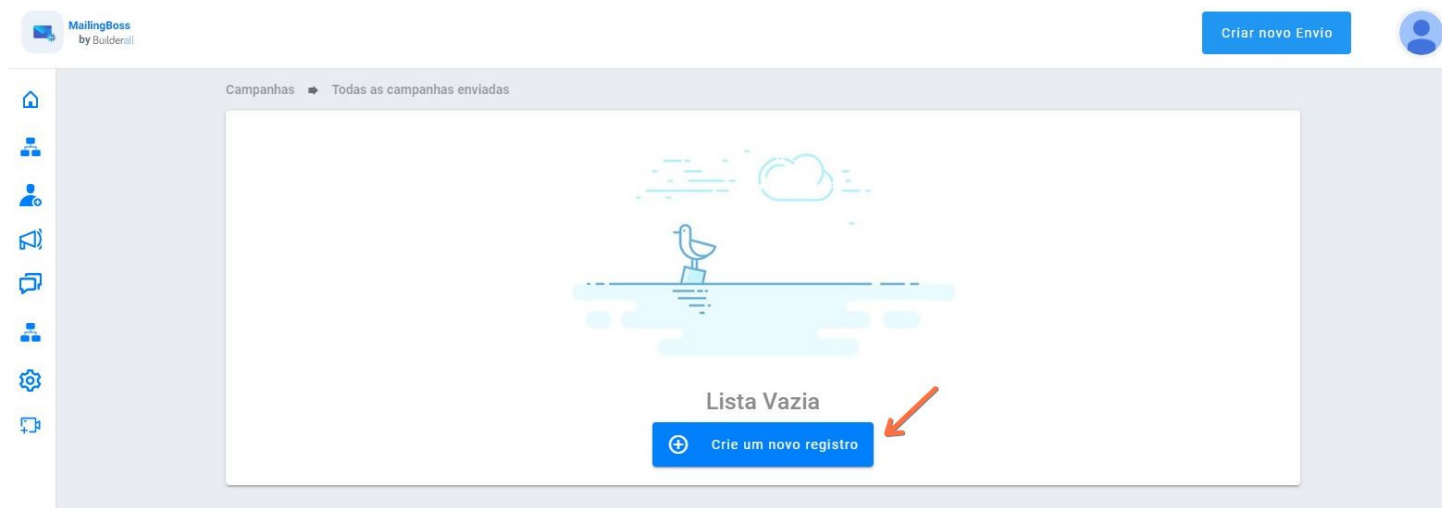 MailingBoss
by Builderall
Criar novo Envio
Campanhas
Todas as campanhas enviadas
Lista Vazia
Crie um novo registro